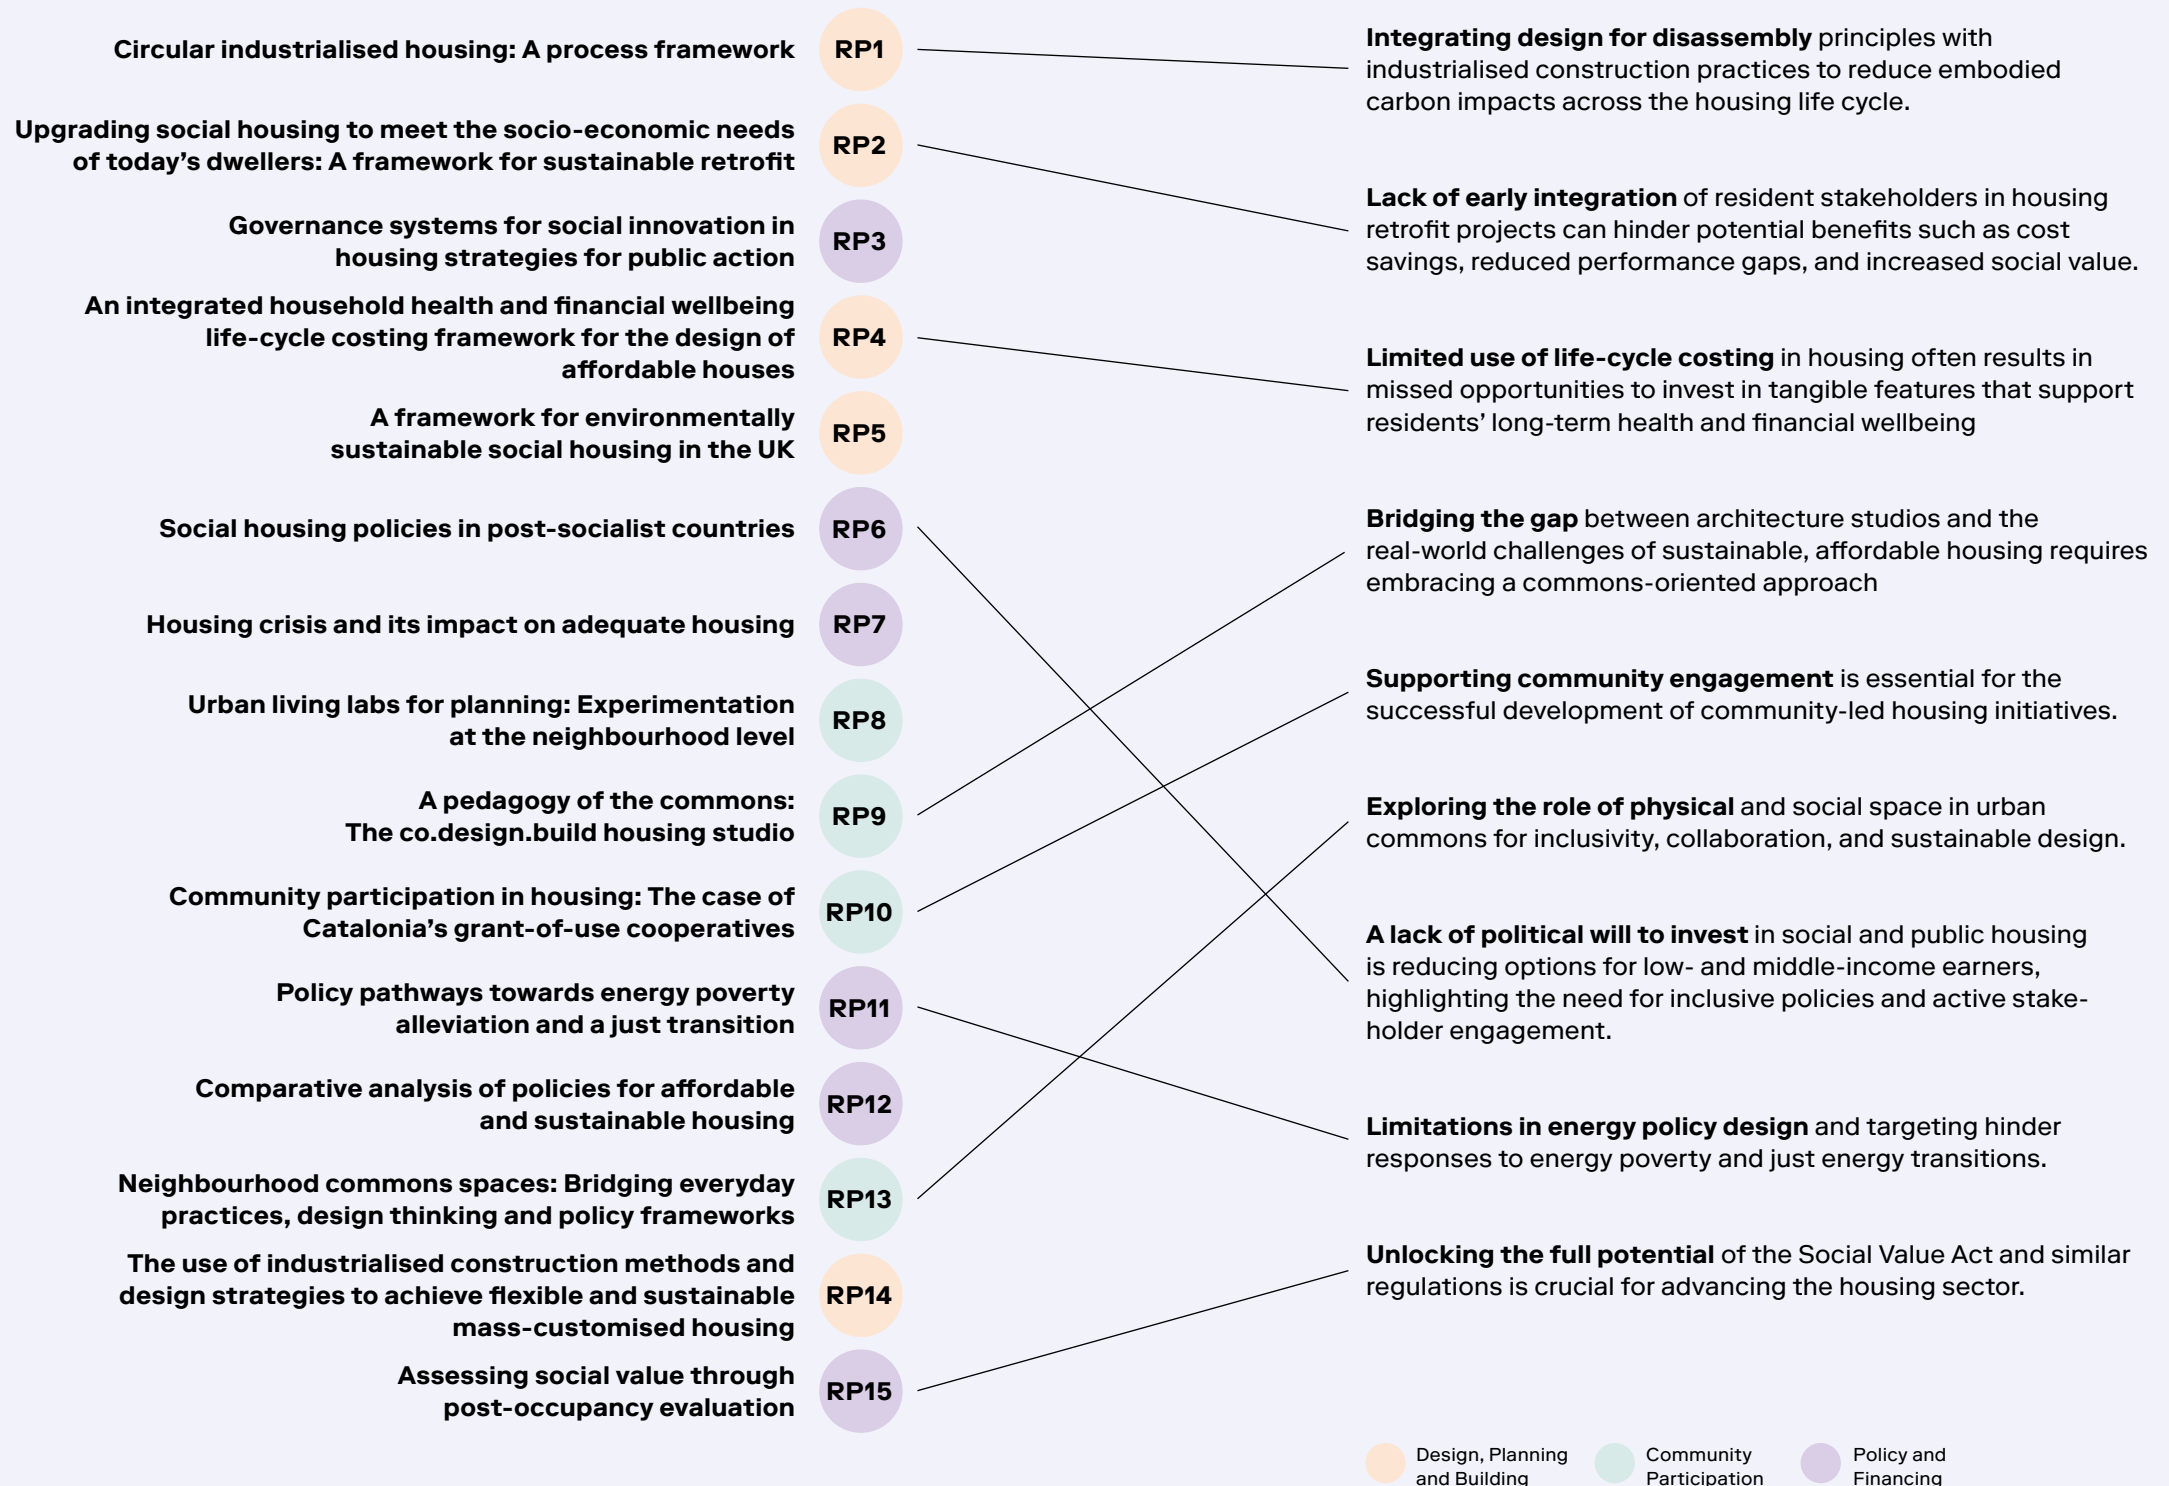 Circular industrialised housing: A process framework
RP1
Upgrading social housing to meet the socio-economic needs
of today's dwellers: A framework for sustainable retrofit
RP2
Governance systems for social innovation in
housing strategies for public action
RP3
An integrated household health and financial wellbeing
life-cycle costing framework for the design of
affordable houses
RP4
A framework for environmentally
sustainable social housing in the UK
RP5
Social housing policies in post-socialist countries
RP6
Housing crisis and its impact on adequate housing
RP7
Urban living labs for planning: Experimentation
at the neighbourhood level
RP8
A pedagogy of the commons:
The co.design.build housing studio
RP9
Community participation in housing: The case of
Catalonia's grant-of-use cooperatives
RP10
Policy pathways towards energy poverty
alleviation and a just transition
RP11
Comparative analysis of policies for affordable
and sustainable housing
RP12
Neighbourhood commons spaces: Bridging everyday
practices, design thinking and policy frameworks
RP13
The use of industrialised construction methods and
design strategies to achieve flexible and sustainable
mass-customised housing
RP14
Assessing social value through
post-occupancy evaluation
RP15
Integrating design for disassembly principles with
industrialised construction practices to reduce embodied
carbon impacts across the housing life cycle.
Lack of early integration of resident stakeholders in housing
retrofit projects can hinder potential benefits such as cost
savings, reduced performance gaps, and increased social value.
Limited use of life-cycle costing in housing often results in
missed opportunities to invest in tangible features that support
residents' long-term health and financial wellbeing
Bridging the gap between architecture studios and the
real-world challenges of sustainable, affordable housing requires
embracing a commons-oriented approach
Supporting community engagement is essential for the
successful development of community-led housing initiatives.
Exploring the role of physical and social space in urban
commons for inclusivity, collaboration, and sustainable design.
A lack of political will to invest in social and public housing
is reducing options for low- and middle-income earners,
highlighting the need for inclusive policies and active stake-
holder engagement.
Limitations in energy policy design and targeting hinder
responses to energy poverty and just energy transitions.
Unlocking the full potential of the Social Value Act and similar
regulations is crucial for advancing the housing sector.
Design, Planning
and Building
Community
Participation
Policy and
Financing